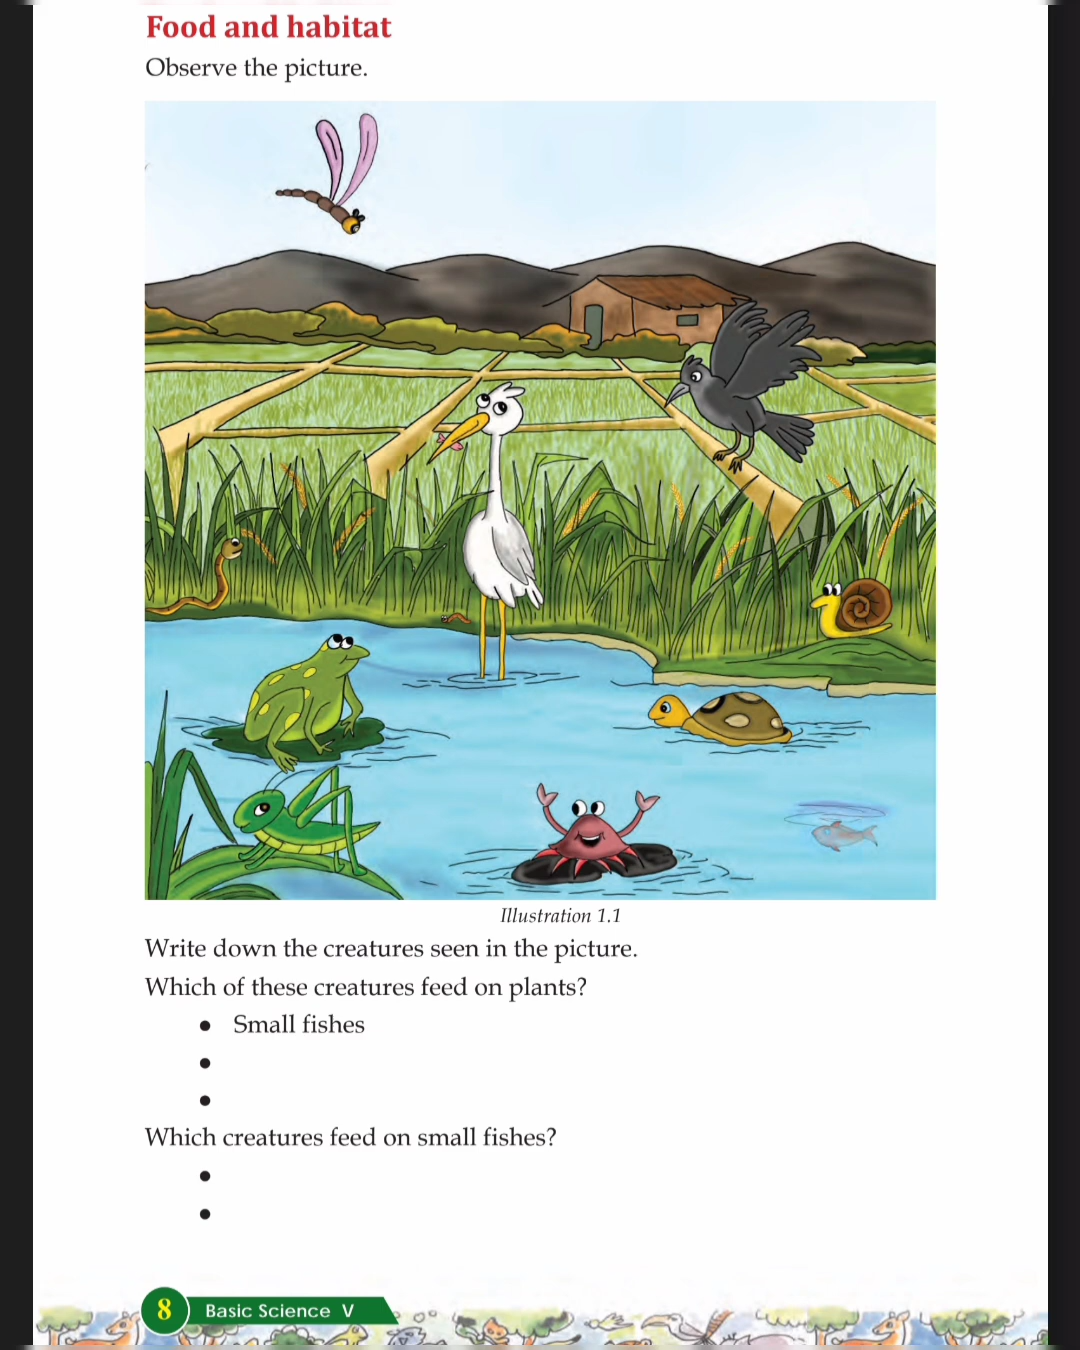 Food and habitat
Observe the picture.
Illustration 1.1
Write down the creatures seen in the picture.
Which of these creatures feed on plants?
• Small fishes
•
•
Which creatures feed on small fishes?
•
•
8 Basic Science V